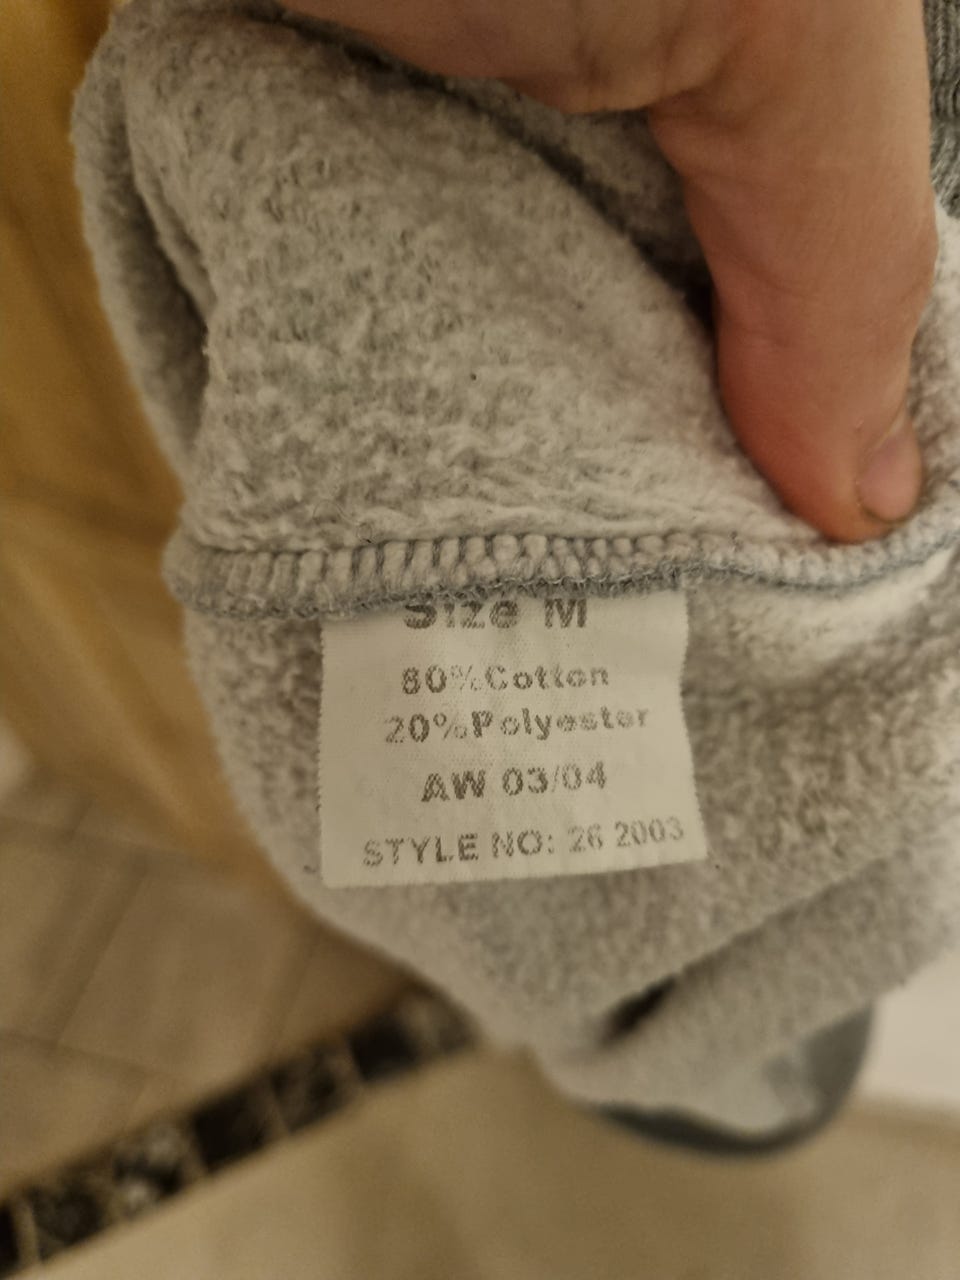 Size M
80%Cotton
20%Polyester
AW 03/04
STYLE NO: 26 2003